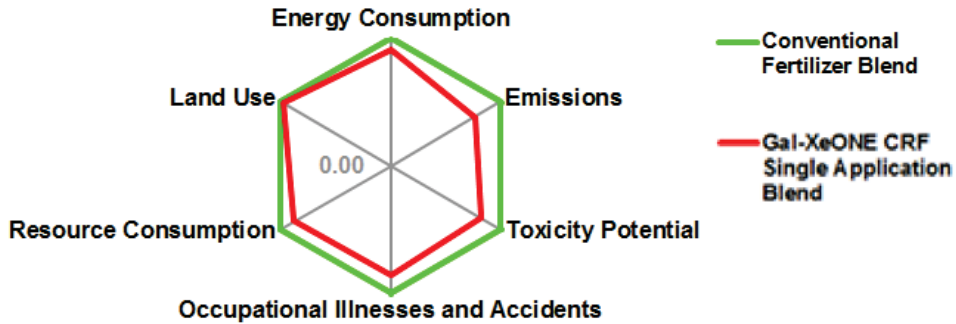 Energy Consumption
Conventional
Fertilizer Blend
Land Use
Emissions
Gal-XeONE CRF
Single Application
Blend
0.00
Resource Consumption
Toxicity Potential
Occupational Illnesses and Accidents